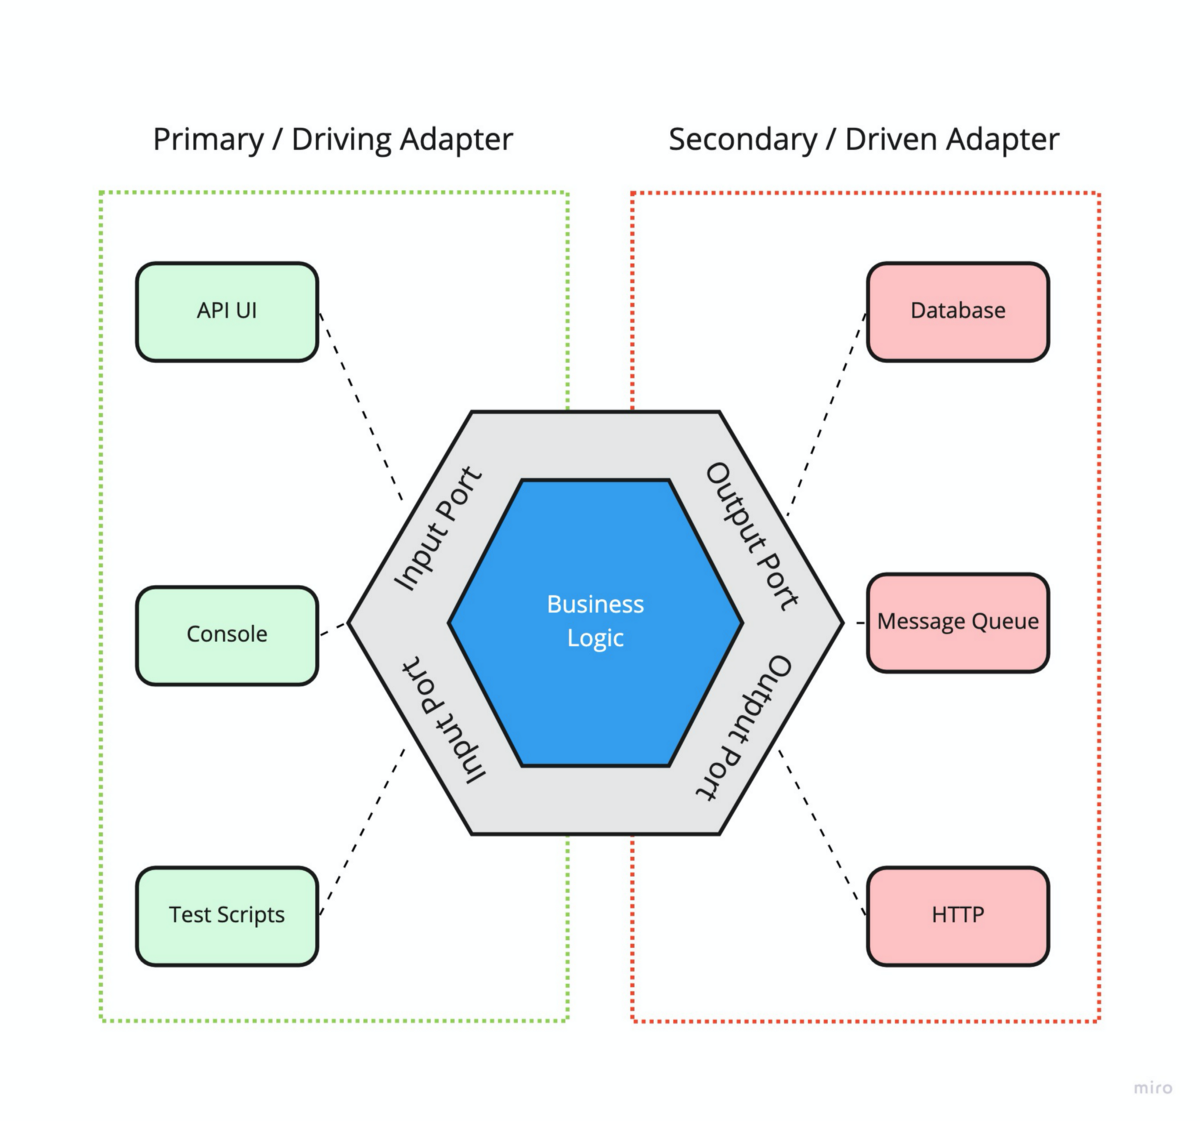 Primary / Driving Adapter
Secondary / Driven Adapter
API UI
Database
Input Port
Output Port
Business
Logic
Console
Message Queue
Input Port
Output Port
Test Scripts
HTTP
miro